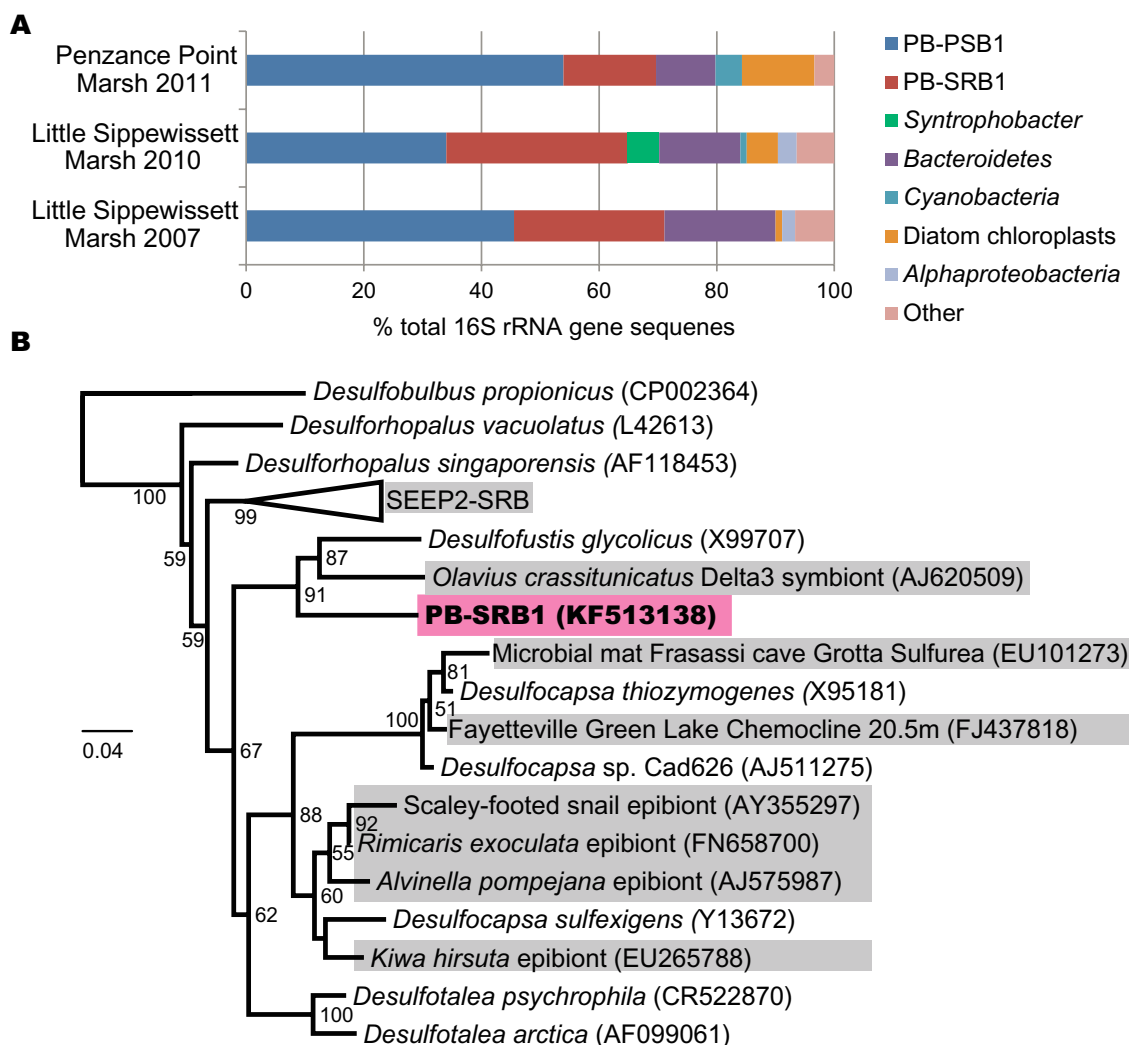 A
Penzance Point
Marsh 2011
Little Sippewissett
Marsh 2010
Little Sippewissett
Marsh 2007
0 20 40 60 80 100
% total 16S rRNA gene sequenes
PB-PSB1
PB-SRB1
Syntrophobacter
Bacteroidetes
Cyanobacteria
Diatom chloroplasts
Alphaproteobacteria
Other
B
Desulfobulbus propionicus (CP002364)
Desulforhopalus vacuolatus (L42613)
Desulforhopalus singaporensis (AF118453)
100
SEEP2-SRB
99
Desulfofustis glycolicus (X99707)
59
87
Olavius crassitunicatus Delta3 symbiont (AJ620509)
91
PB-SRB1 (KF513138)
59
Microbial mat Frasassi cave Grotta Sulfurea (EU101273)
81
Desulfocapsa thiozymogenes (X95181)
51
100
Fayetteville Green Lake Chemocline 20.5m (FJ437818)
0.04
67
Desulfocapsa sp. Cad626 (AJ511275)
Scaley-footed snail epibiont (AY355297)
88
92
Rimicaris exoculata epibiont (FN658700)
55
Alvinella pompejana epibiont (AJ575987)
60
62
Desulfocapsa sulfexigens (Y13672)
Kiwa hirsuta epibiont (EU265788)
Desulfotalea psychrophila (CR522870)
100
Desulfotalea arctica (AF099061)